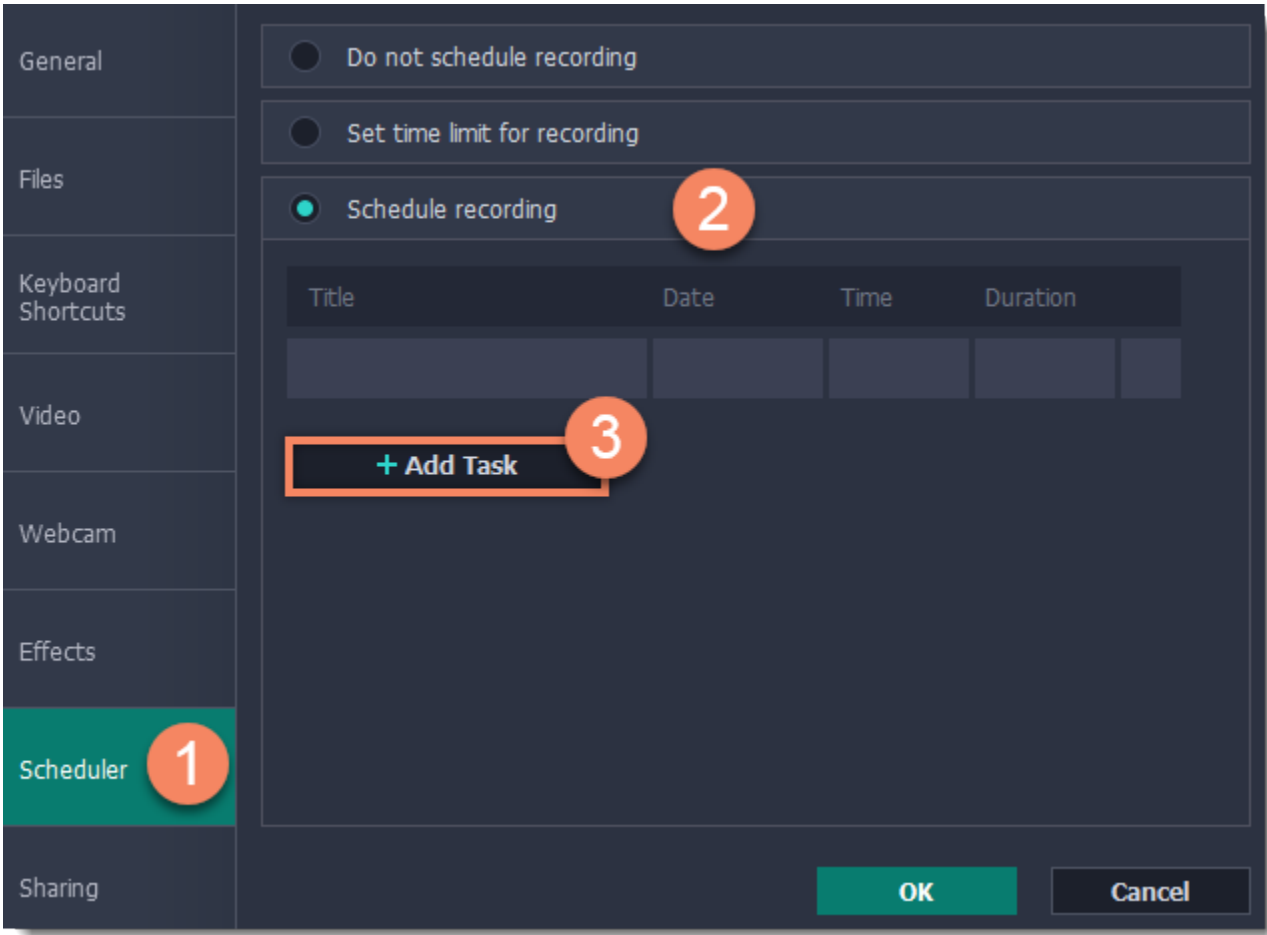 General
Files
Keyboard
Shortcuts
Video
Webcam
Effects
Scheduler 1
Sharing
Do not schedule recording
Set time limit for recording
Schedule recording 2
Title Date Time Duration
+ Add Task 3
OK Cancel